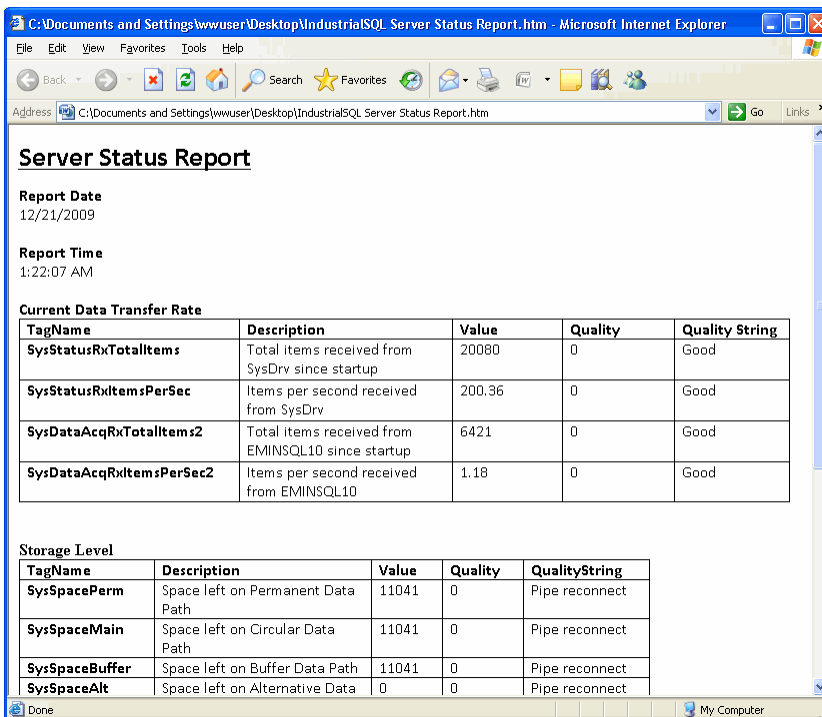 C:\Documents and Settings\wwuser\Desktop\IndustrialSQL Server Status Report.htm - Microsoft Internet Explorer
File Edit View Favorites Tools Help
Back Search Favorites
Address C:\Documents and Settings\wwuser\Desktop\IndustrialSQL Server Status Report.htm Go Links
Server Status Report
Report Date
12/21/2009
Report Time
1:22:07 AM
Current Data Transfer Rate
TagName Description Value Quality Quality String
SysStatusRxTotalItems Total items received from 20080 0 Good
SysDrv since startup
SysStatusRxItemsPerSec Items per second received 200.36 0 Good
from SysDrv
SysDataAcqRxTotalItems2 Total items received from 6421 0 Good
EMINSQL10 since startup
SysDataAcqRxItemsPerSec2 Items per second received 1.18 0 Good
from EMINSQL10
Storage Level
TagName Description Value Quality QualityString
SysSpacePerm Space left on Permanent Data 11041 0 Pipe reconnect
Path
SysSpaceMain Space left on Circular Data 11041 0 Pipe reconnect
Path
SysSpaceBuffer Space left on Buffer Data Path 11041 0 Pipe reconnect
SysSpaceAlt Space left on Alternative Data 0 0 Pipe reconnect
Done My Computer